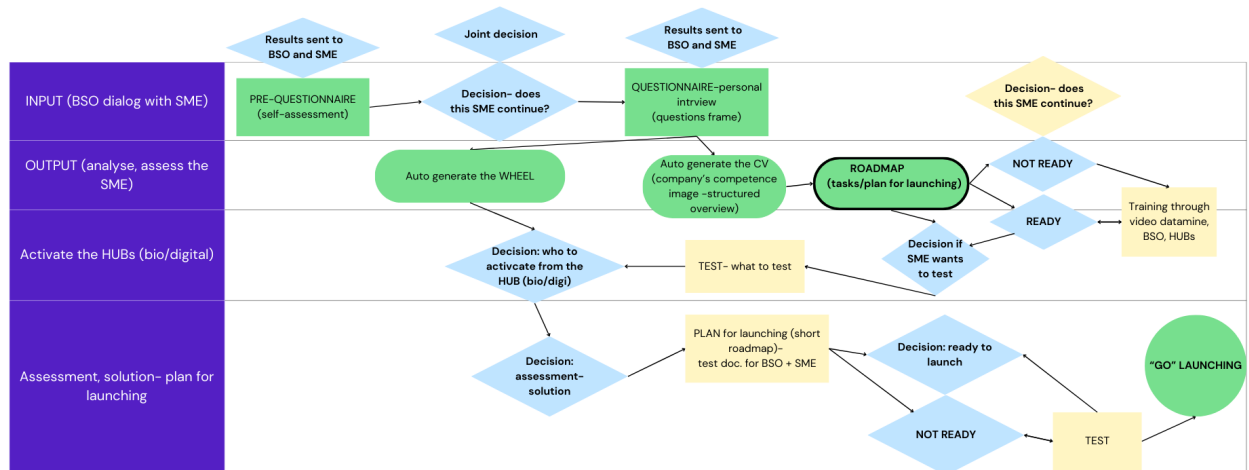 Results sent to
BSO and SME
Joint decision
Results sent to
BSO and SME
INPUT (BSO dialog with SME)
PRE-QUESTIONNAIRE
(self-assessment)
Decision- does
this SME continue?
QUESTIONNAIRE-personal
intrview
(questions frame)
Decision- does
this SME continue?
OUTPUT (analyse, assess the
SME)
Auto generate the WHEEL
Auto generate the CV
(company's competence
image -structured
overview)
ROADMAP
(tasks/plan for launching)
NOT READY
READY
Training through
video datamine,
BSO, HUBs
Activate the HUBs (bio/digital)
Decision: who to
activcate from the
HUB (bio/digi)
TEST- what to test
Decision if
SME wants
to test
Assessment, solution- plan for
launching
Decision:
assessment-
solution
PLAN for launching (short
roadmap)-
test doc. for BSO + SME
Decision: ready to
launch
NOT READY
TEST
"GO" LAUNCHING